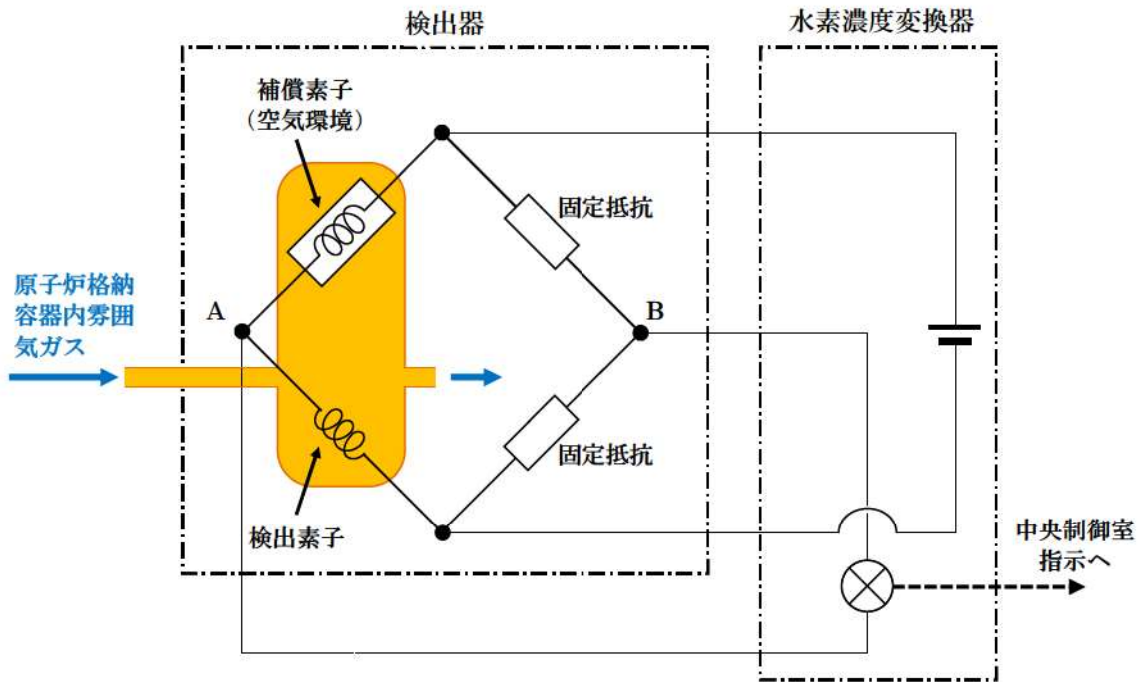 検出器
水素濃度変換器
補償素子
（空気環境）
固定抵抗
原子炉格納
容器内雰囲
気ガス
A
B
固定抵抗
検出素子
中央制御室
指示へ